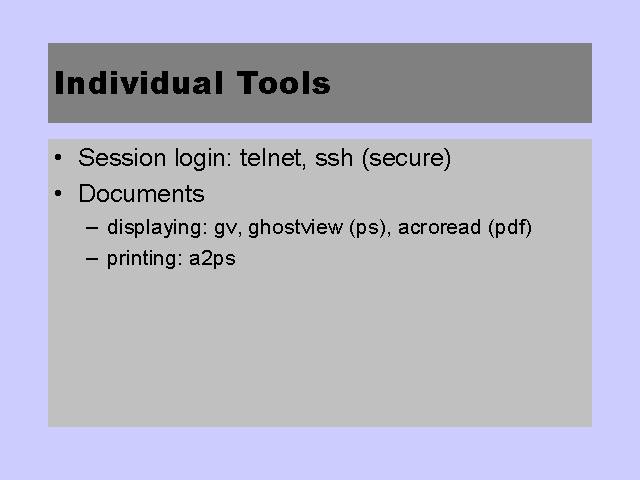 Individual Tools
• Session login: telnet, ssh (secure)
• Documents
– displaying: gv, ghostview (ps), acroread (pdf)
– printing: a2ps